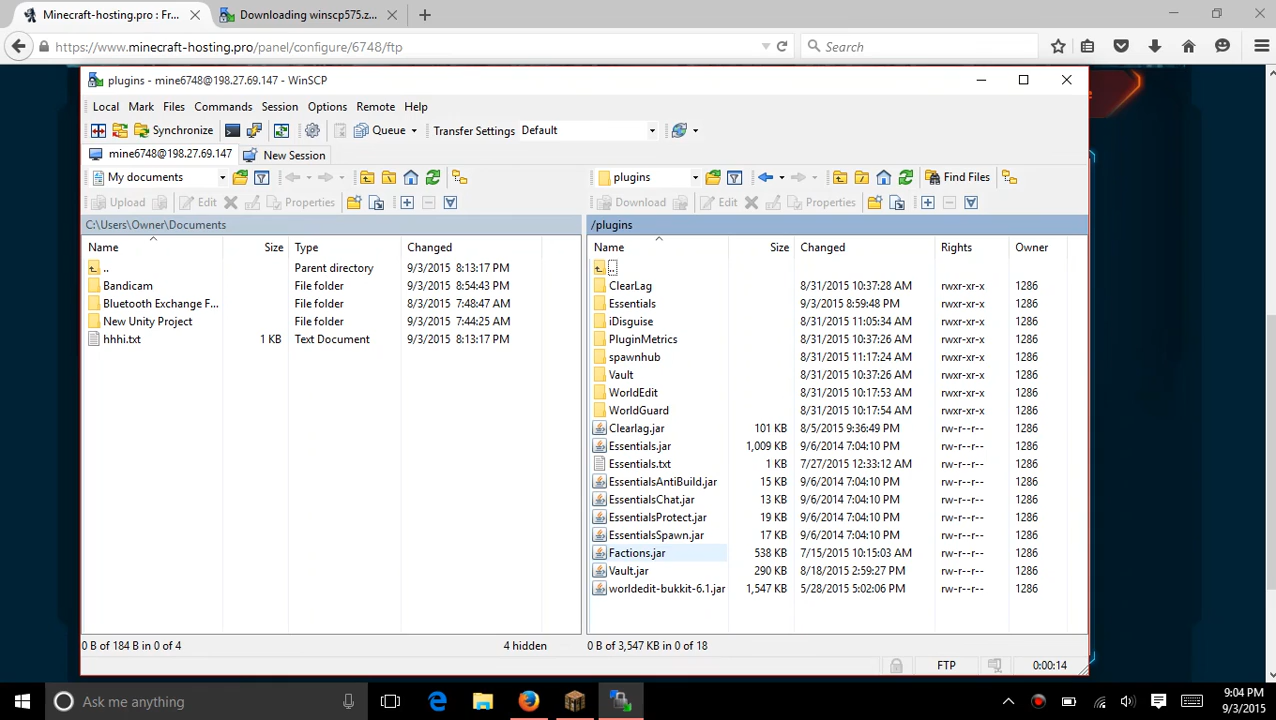 Minecraft-hosting.pro : Fr...
Downloading winscp575.z...
https://www.minecraft-hosting.pro/panel/configure/6748/ftp
Search
plugins - mine6748@198.27.69.147 - WinSCP
Local Mark Files Commands Session Options Remote Help
Synchronize Queue Transfer Settings Default
mine6748@198.27.69.147 New Session
My documents plugins Find Files
Upload Edit Properties Download Edit Properties
C:\Users\Owner\Documents /plugins
Name Size Type Changed Name Size Changed Rights Owner
.. Parent directory 9/3/2015 8:13:17 PM ..
Bandicam File folder 9/3/2015 8:54:43 PM ClearLag 8/31/2015 10:37:28 AM rwxr-xr-x 1286
Bluetooth Exchange F... File folder 9/3/2015 7:48:47 AM Essentials 9/3/2015 8:59:48 PM rwxr-xr-x 1286
New Unity Project File folder 9/3/2015 7:44:25 AM iDisguise 8/31/2015 11:05:34 AM rwxr-xr-x 1286
hhhi.txt 1 KB Text Document 9/3/2015 8:13:17 PM PluginMetrics 8/31/2015 10:37:26 AM rwxr-xr-x 1286
spawnhub 8/31/2015 11:17:24 AM rwxr-xr-x 1286
Vault 8/31/2015 10:37:26 AM rwxr-xr-x 1286
WorldEdit 8/31/2015 10:17:53 AM rwxr-xr-x 1286
WorldGuard 8/31/2015 10:17:54 AM rwxr-xr-x 1286
Clearlag.jar 101 KB 8/5/2015 9:36:49 PM rw-r--r-- 1286
Essentials.jar 1,009 KB 9/6/2014 7:04:10 PM rw-r--r-- 1286
Essentials.txt 1 KB 7/27/2015 12:33:12 AM rw-r--r-- 1286
EssentialsAntiBuild.jar 15 KB 9/6/2014 7:04:10 PM rw-r--r-- 1286
EssentialsChat.jar 13 KB 9/6/2014 7:04:10 PM rw-r--r-- 1286
EssentialsProtect.jar 19 KB 9/6/2014 7:04:10 PM rw-r--r-- 1286
EssentialsSpawn.jar 17 KB 9/6/2014 7:04:10 PM rw-r--r-- 1286
Factions.jar 538 KB 7/15/2015 10:15:03 AM rw-r--r-- 1286
Vault.jar 290 KB 8/18/2015 2:59:27 PM rw-r--r-- 1286
worldedit-bukkit-6.1.jar 1,547 KB 5/28/2015 5:02:06 PM rw-r--r-- 1286
0 B of 184 B in 0 of 4 4 hidden 0 B of 3,547 KB in 0 of 18
FTP 0:00:14
Ask me anything
9:04 PM
9/3/2015